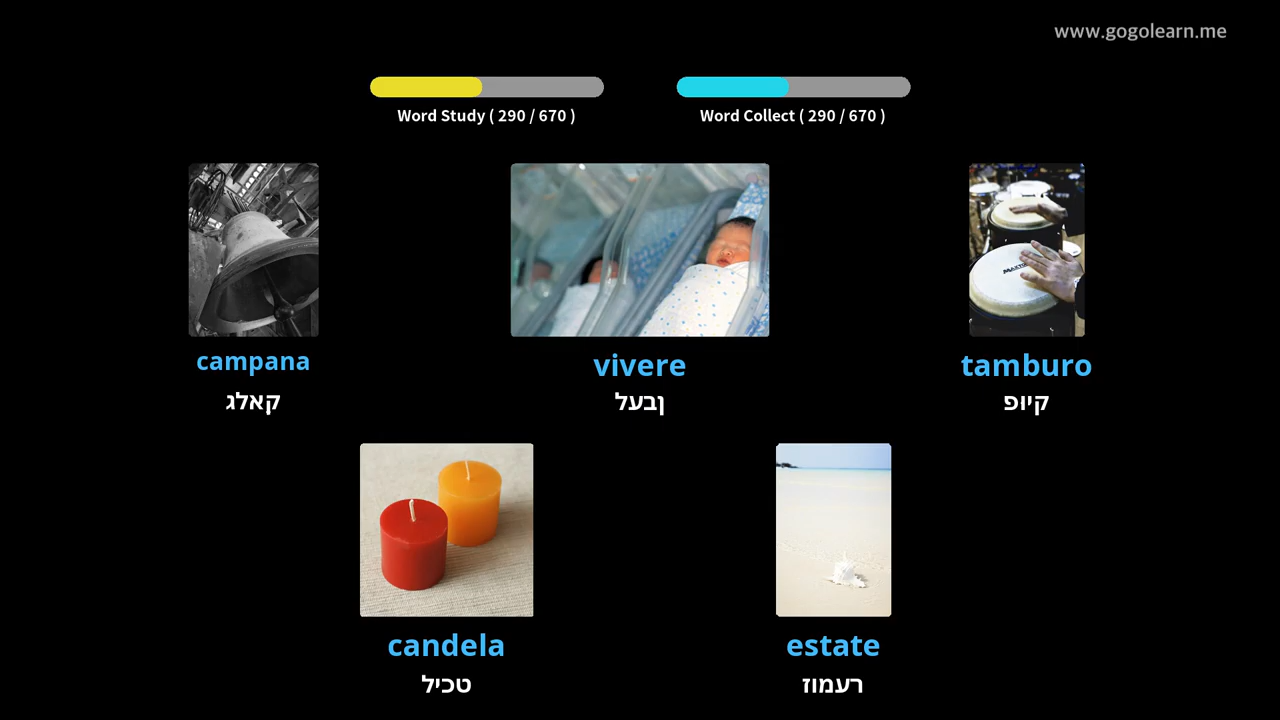 www.gogolearn.me
Word Study ( 290 / 670 )
Word Collect ( 290 / 670 )
campana
קָאלג
vivere
ןבעל
tamburo
קיופ
candela
טכיל
estate
רעמוז